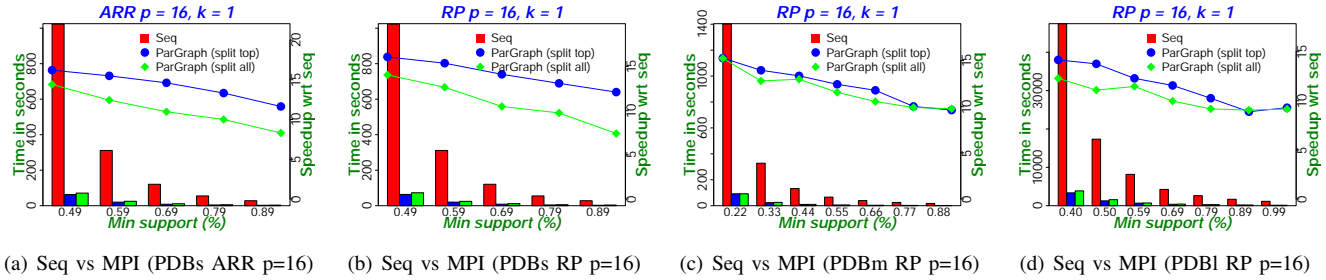 ARR p = 16, k = 1
Seq
ParGraph (split top)
ParGraph (split all)
Time in seconds
0 200 400 600 800
Speedup wrt seq
0 5 10 15 20
0.49 0.59 0.69 0.79 0.89
Min support (%)
(a) Seq vs MPI (PDBs ARR p=16)
RP p = 16, k = 1
Seq
ParGraph (split top)
ParGraph (split all)
Time in seconds
0 200 400 600 800
Speedup wrt seq
0 5 10 15
0.49 0.59 0.69 0.79 0.89
Min support (%)
(b) Seq vs MPI (PDBs RP p=16)
RP p = 16, k = 1
Seq
ParGraph (split top)
ParGraph (split all)
Time in seconds
0 200 400 600 800 1000 1400
Speedup wrt seq
0 5 10 15
0.22 0.33 0.44 0.55 0.66 0.77 0.88
Min support (%)
(c) Seq vs MPI (PDBm RP p=16)
RP p = 16, k = 1
Seq
ParGraph (split top)
ParGraph (split all)
Time in seconds
0 10000 30000
Speedup wrt seq
0 5 10 15
0.40 0.50 0.59 0.69 0.79 0.89 0.99
Min support (%)
(d) Seq vs MPI (PDBl RP p=16)